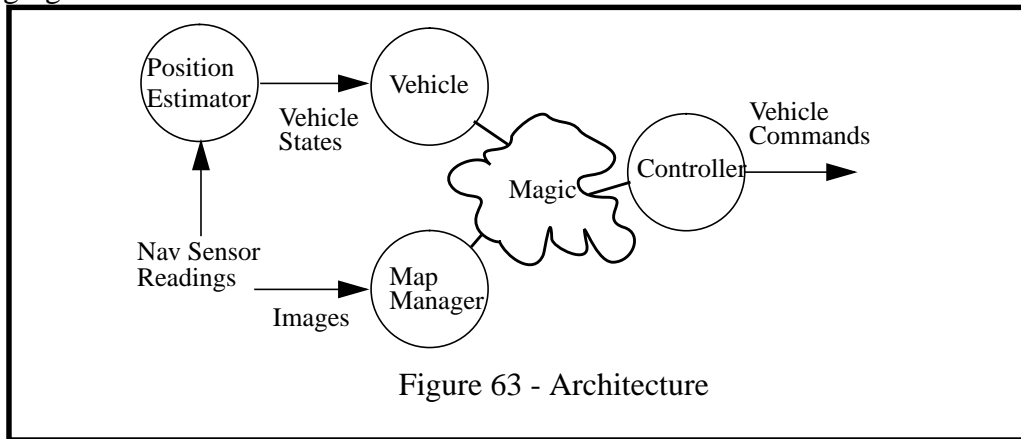 Position
Estimator
Vehicle
States
Vehicle
Magic
Controller
Vehicle
Commands
Nav Sensor
Readings
Images
Map
Manager
Figure 63 - Architecture